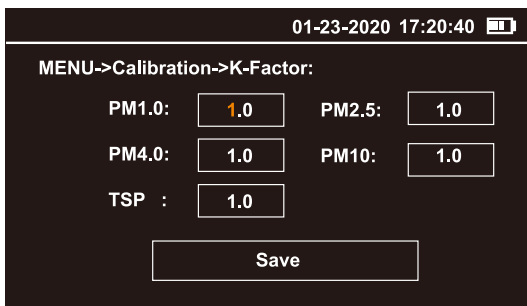 01-23-2020 17:20:40
MENU->Calibration->K-Factor:
PM1.0: 1.0 PM2.5: 1.0
PM4.0: 1.0 PM10: 1.0
TSP : 1.0
Save